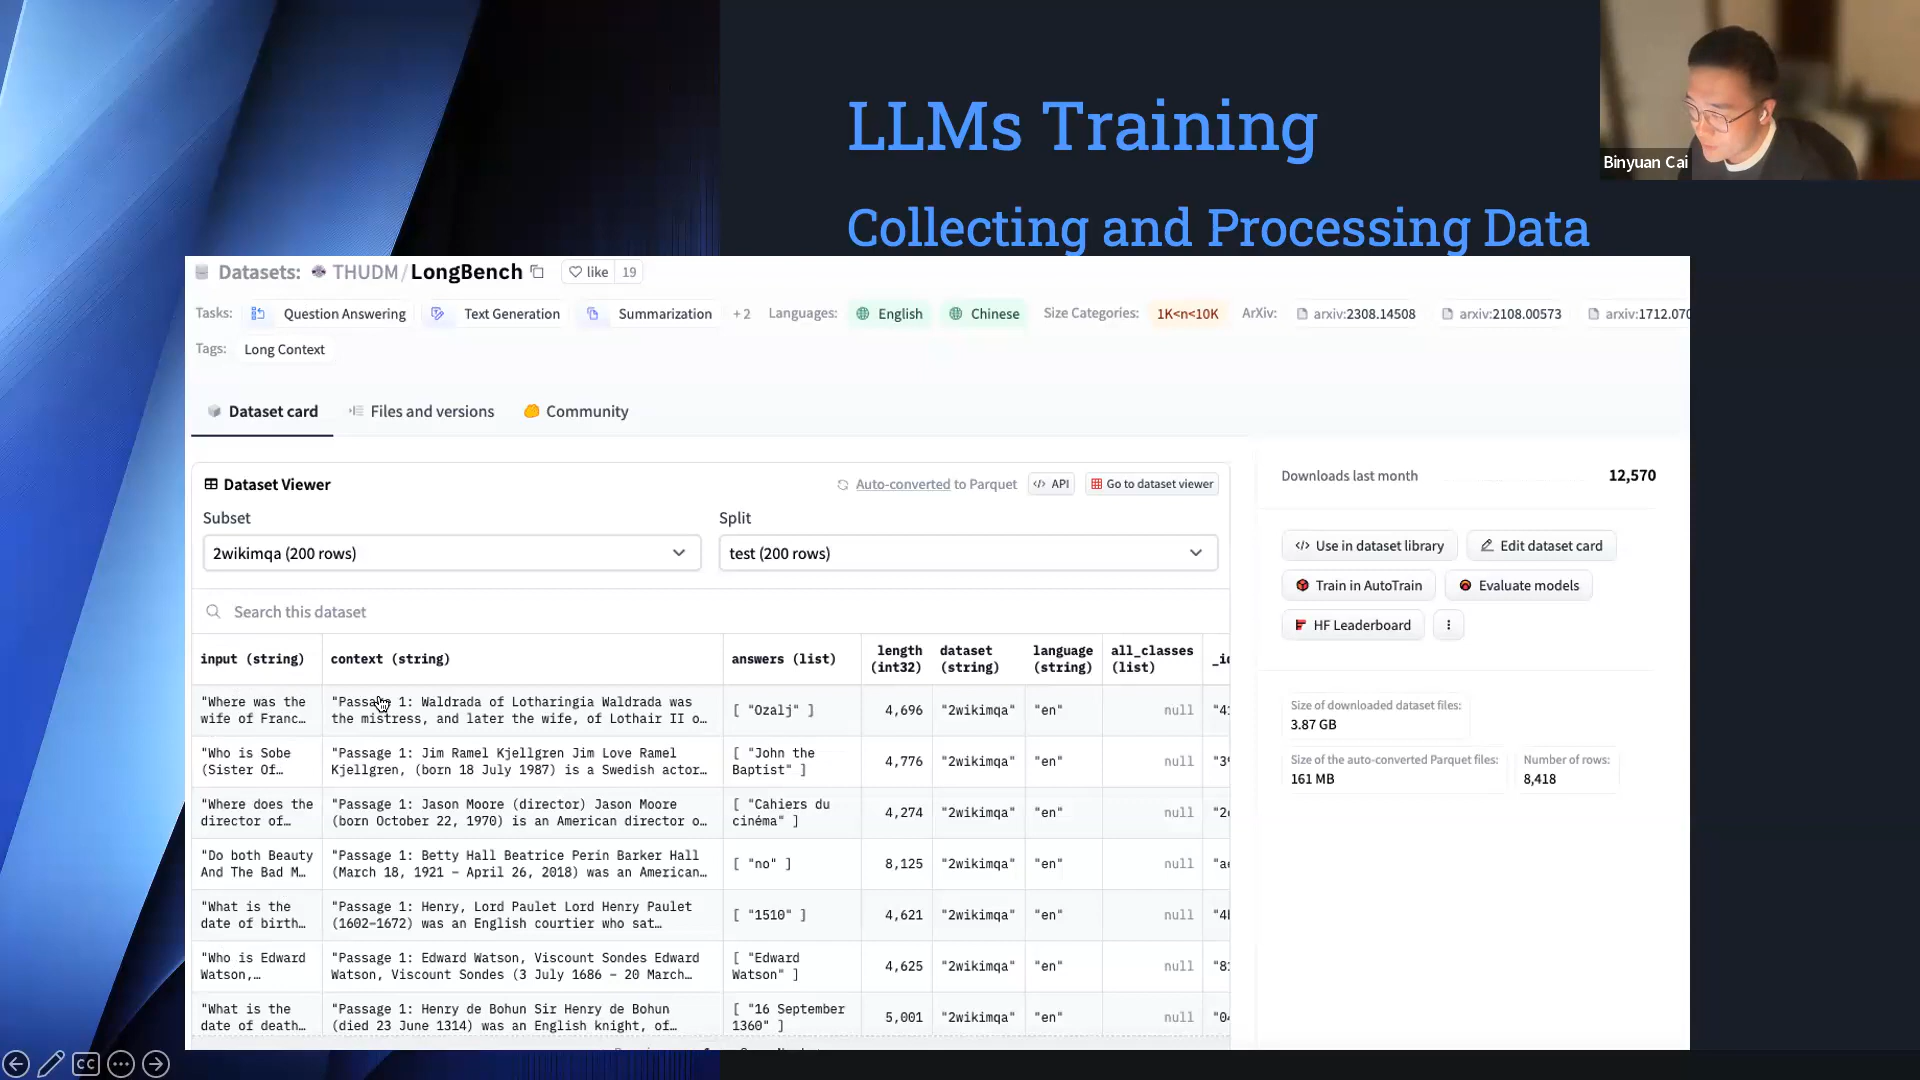 LLMs Training
Collecting and Processing Data
Binyuan Cai
Datasets: THUDM/LongBench like 19
Tasks: Question Answering Text Generation Summarization +2 Languages: English Chinese Size Categories: 1K<n<10K ArXiv: arxiv:2308.14508 arxiv:2108.00573 arxiv:1712.070
Tags: Long Context
Dataset card Files and versions Community
Dataset Viewer Auto-converted to Parquet API Go to dataset viewer
Subset Split
2wikimqa (200 rows) test (200 rows)
Search this dataset
input (string) context (string) answers (list) length (int32) dataset (string) language (string) all_classes (list)
"Where was the "Passage 1: Waldrada of Lotharingia Waldrada was
wife of Franc… the mistress, and later the wife, of Lothair II o… [ "Ozalj" ] 4,696 "2wikimqa" "en" null
"Who is Sobe "Passage 1: Jim Ramel Kjellgren Jim Love Ramel [ "John the
(Sister Of… Kjellgren, (born 18 July 1987) is a Swedish actor… Baptist" ] 4,776 "2wikimqa" "en" null
"Where does the "Passage 1: Jason Moore (director) Jason Moore [ "Cahiers du
director of… (born October 22, 1970) is an American director o… cinéma" ] 4,274 "2wikimqa" "en" null
"Do both Beauty "Passage 1: Betty Hall Beatrice Perin Barker Hall
And The Bad M… (March 18, 1921 – April 26, 2018) was an American… [ "no" ] 8,125 "2wikimqa" "en" null
"What is the "Passage 1: Henry, Lord Paulet Lord Henry Paulet
date of birth… (1602–1672) was an English courtier who sat… [ "1510" ] 4,621 "2wikimqa" "en" null
"Who is Edward "Passage 1: Edward Watson, Viscount Sondes Edward [ "Edward
Watson,… Watson, Viscount Sondes (3 July 1686 – 20 March… Watson" ] 4,625 "2wikimqa" "en" null
"What is the "Passage 1: Henry de Bohun Sir Henry de Bohun [ "16 September
date of death… (died 23 June 1314) was an English knight, of… 1360" ] 5,001 "2wikimqa" "en" null
Downloads last month 12,570
Use in dataset library Edit dataset card
Train in AutoTrain Evaluate models
HF Leaderboard
Size of downloaded dataset files:
3.87 GB
Size of the auto-converted Parquet files: Number of rows:
161 MB 8,418
CC